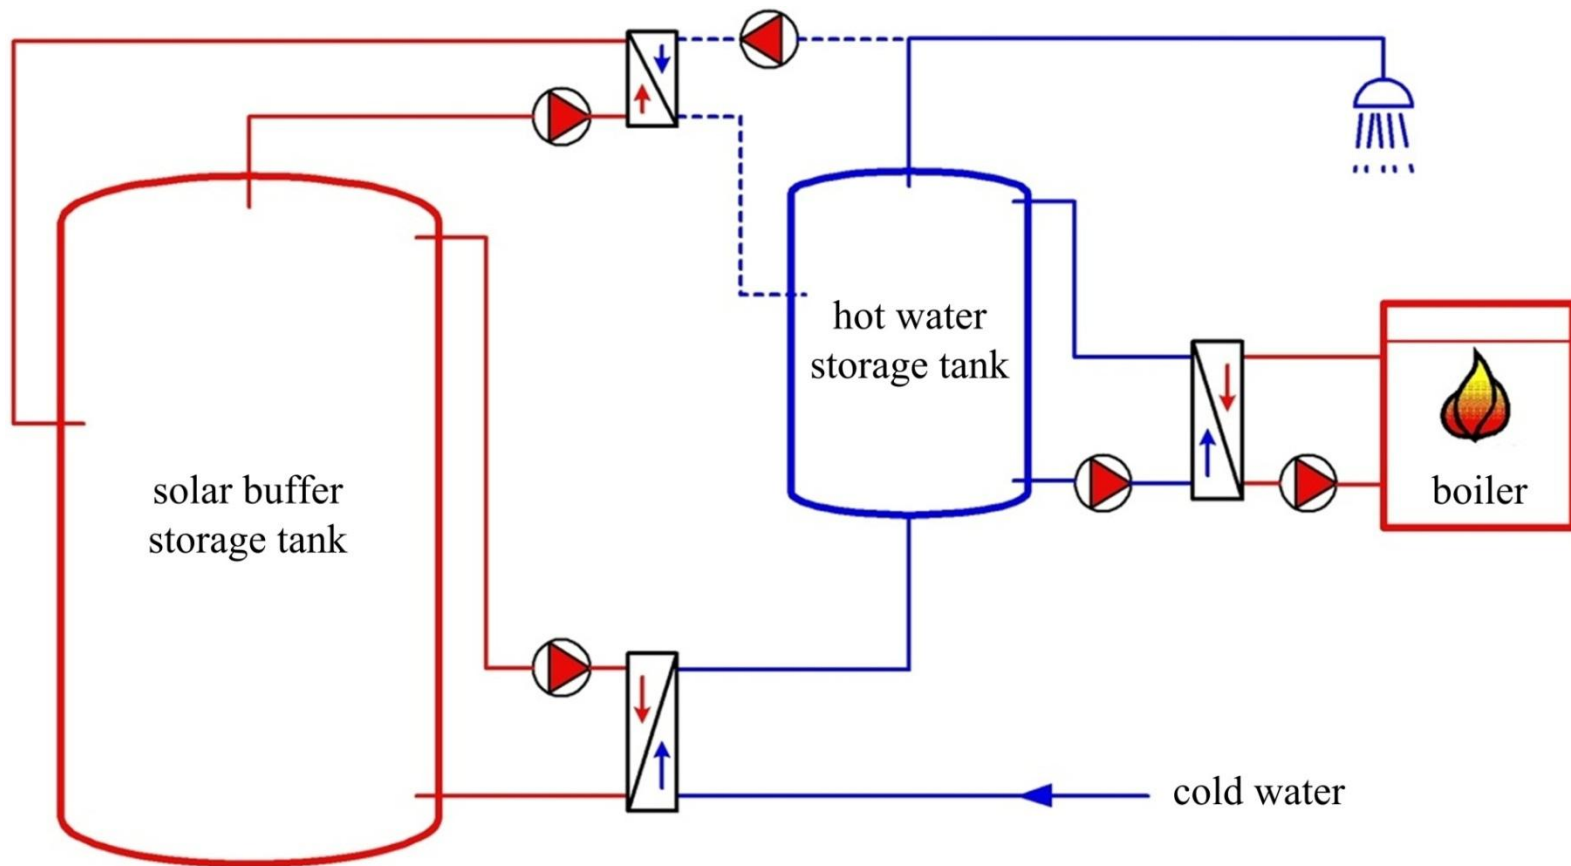 hot water
storage tank
solar buffer
storage tank
boiler
cold water